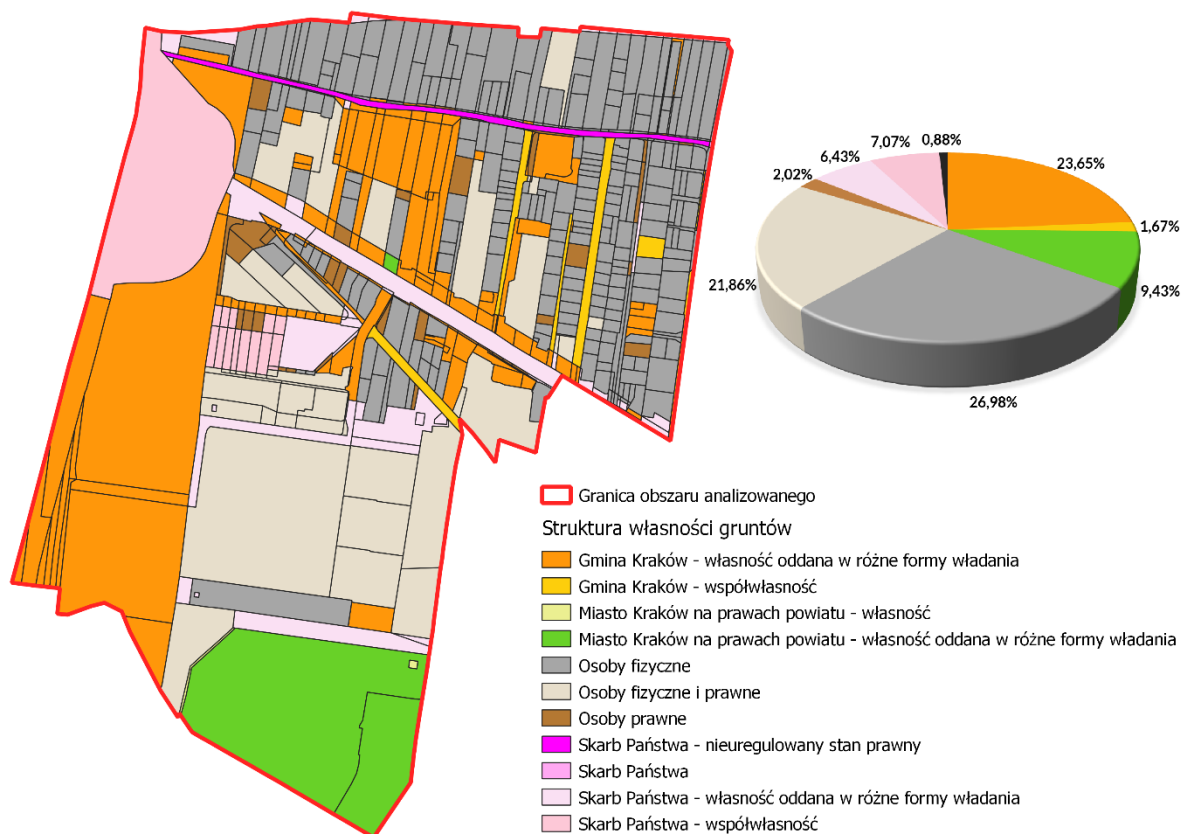 0,88%
7,07%
6,43%
2,02%
23,65%
1,67%
9,43%
21,86%
26,98%
Granica obszaru analizowanego
Struktura własności gruntów
Gmina Kraków - własność oddana w różne formy władania
Gmina Kraków - współwłasność
Miasto Kraków na prawach powiatu - własność
Miasto Kraków na prawach powiatu - własność oddana w różne formy władania
Osoby fizyczne
Osoby fizyczne i prawne
Osoby prawne
Skarb Państwa - nieuregulowany stan prawny
Skarb Państwa
Skarb Państwa - własność oddana w różne formy władania
Skarb Państwa - współwłasność